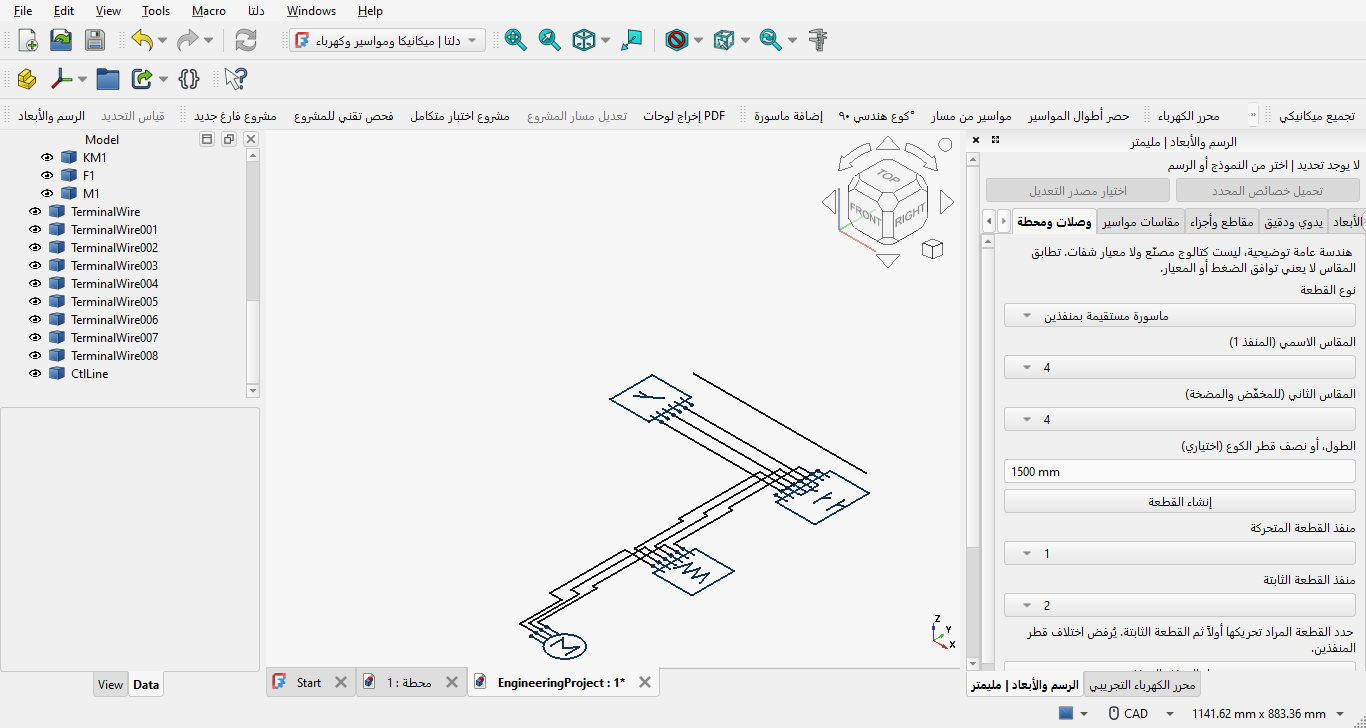 File Edit View Tools Macro دلتا Windows Help
دلتا | ميكانيكا ومواسير وكهرباء
الرسم والأبعاد قياس التحديد مشروع فارغ جديد فحص تقني للمشروع مشروع اختبار متكامل تعديل مسار المشروع إخراج لوحات PDF إضافة ماسورة كوع هندسي ٩٠° مواسير من مسار حصر أطوال المواسير محرر الكهرباء » تجميع ميكانيكي
Model
KM1
F1
M1
TerminalWire
TerminalWire001
TerminalWire002
TerminalWire003
TerminalWire004
TerminalWire005
TerminalWire006
TerminalWire007
TerminalWire008
CtlLine
View Data
TOP
FRONT
RIGHT
Z
Y
X
Start
محطة : 1
EngineeringProject : 1*
الرسم والأبعاد | مليمتر
لا يوجد تحديد | اختر من النموذج أو الرسم
تحميل خصائص المحدد
اختيار مصدر التعديل
الأبعاد يدوي ودقيق مقاطع وأجزاء مقاسات مواسير وصلات ومحطة
هندسة عامة توضيحية، ليست كتالوج مصنّع ولا معيار شفات. تطابق
المقاس لا يعني توافق الضغط أو المعيار.
نوع القطعة
ماسورة مستقيمة بمنفذين
المقاس الاسمي (المنفذ 1)
4
المقاس الثاني (للمخفّض والمضخة)
4
الطول، أو نصف قطر الكوع (اختياري)
1500 mm
إنشاء القطعة
منفذ القطعة المتحركة
1
منفذ القطعة الثابتة
2
حدد القطعة المراد تحريكها أولاً ثم القطعة الثابتة. يُرفض اختلاف قطر
المنفذين.
الرسم والأبعاد | مليمتر
محرر الكهرباء التجريبي
CAD
1141.62 mm x 883.36 mm